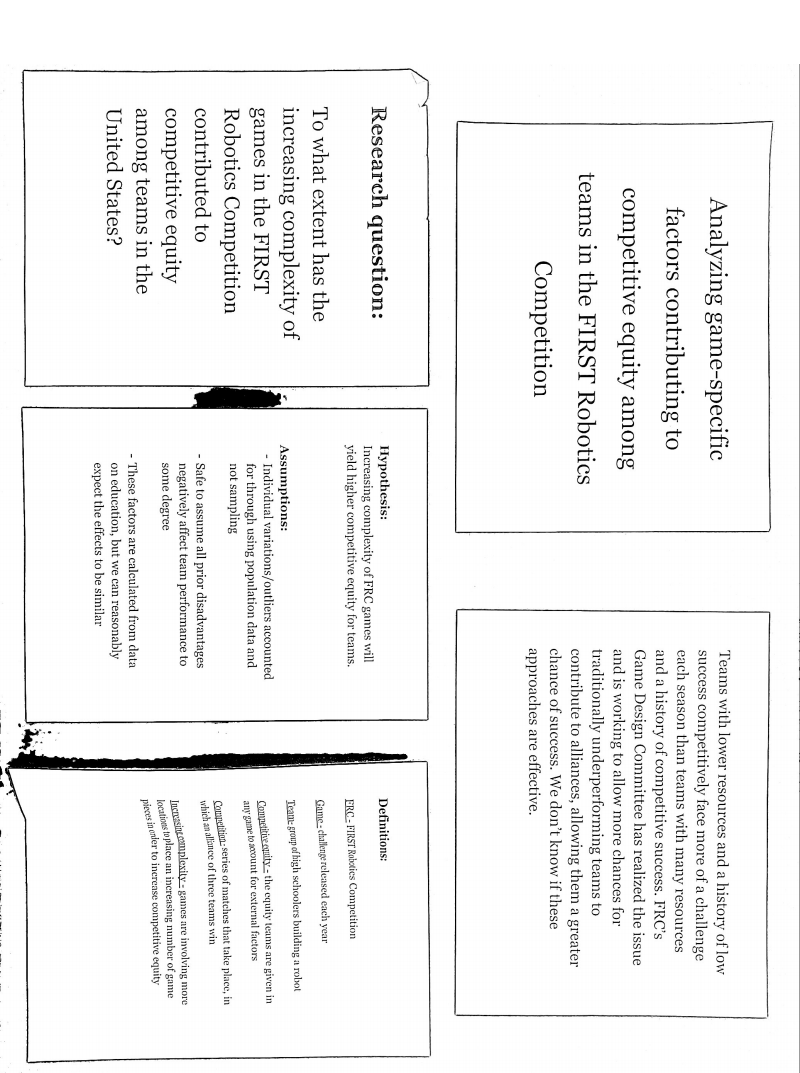 Analyzing game-specific
factors contributing to
competitive equity among
teams in the FIRST Robotics
Competition
Teams with lower resources and a history of low
success competitively face more of a challenge
each season than teams with many resources
and a history of competitive success. FRC's
Game Design Committee has realized the issue
and is working to allow more chances for
traditionally underperforming teams to
contribute to alliances, allowing them a greater
chance of success. We don't know if these
approaches are effective.
Research question:
To what extent has the
increasing complexity of
games in the FIRST
Robotics Competition
contributed to
competitive equity
among teams in the
United States?
Hypothesis:
Increasing complexity of FRC games will
yield higher competitive equity for teams.
Assumptions:
- Individual variations/outliers accounted
for through using population data and
not sampling
- Safe to assume all prior disadvantages
negatively affect team performance to
some degree
- These factors are calculated from data
on education, but we can reasonably
expect the effects to be similar
Definitions:
FRC - FIRST Robotics Competition
Game - challenge released each year
Team - group of high schoolers building a robot
Competitive equity - the equity teams are given in
any game to account for external factors
Competition - series of matches that take place, in
which an alliance of three teams win
Increasing complexity - games are involving more
locations to place an increasing number of game
pieces in order to increase competitive equity